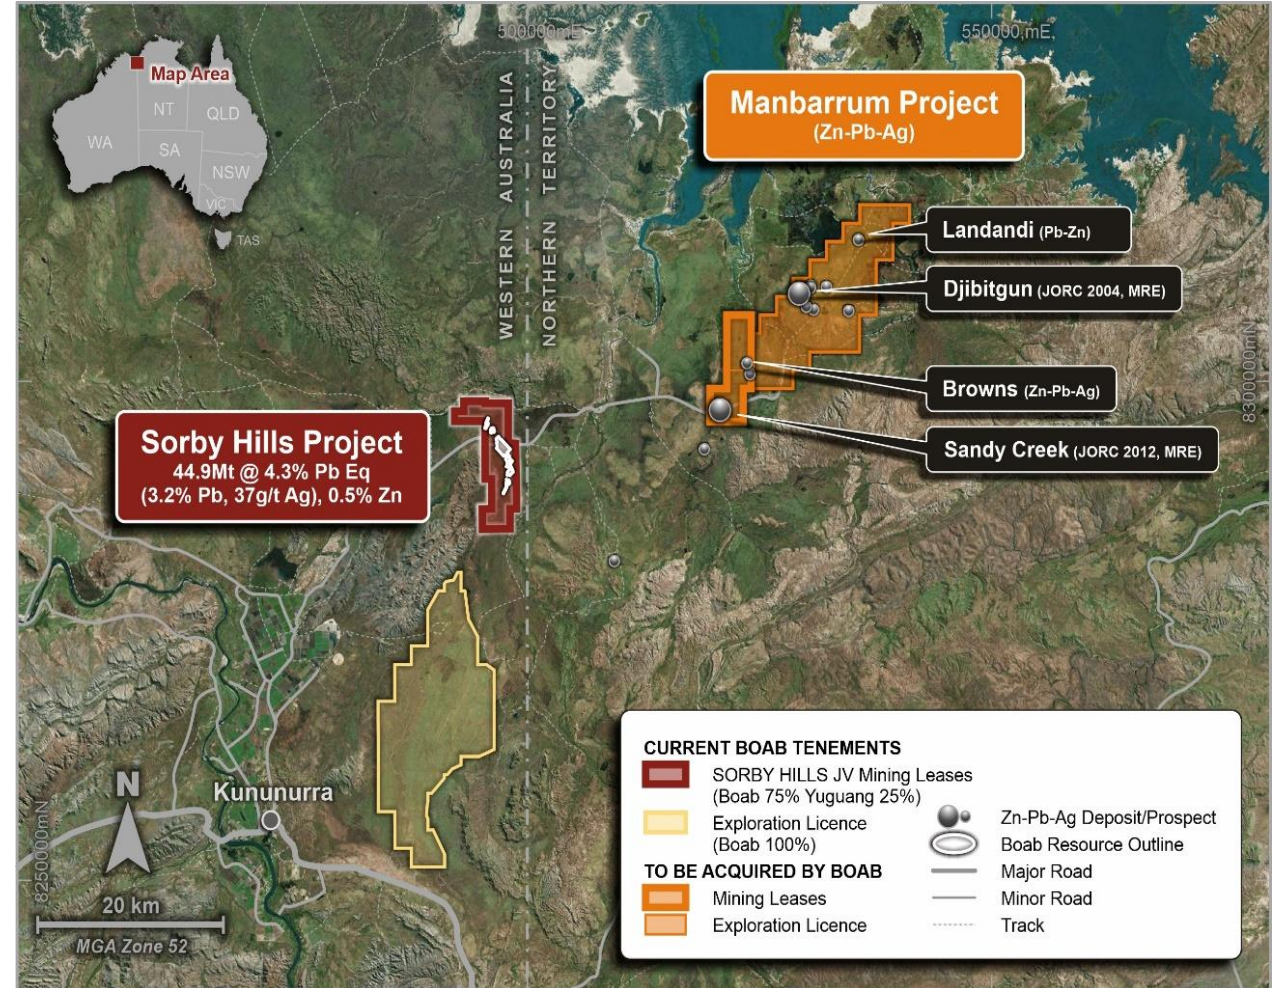 500000mE
550000mE
Map Area
NT
QLD
WA
SA
NSW
VIC
TAS
WESTERN AUSTRALIA
NORTHERN TERRITORY
Manbarrum Project
(Zn-Pb-Ag)
Landandi (Pb-Zn)
Djibitgun (JORC 2004, MRE)
Browns (Zn-Pb-Ag)
Sandy Creek (JORC 2012, MRE)
8300000mN
Sorby Hills Project
44.9Mt @ 4.3% Pb Eq
(3.2% Pb, 37g/t Ag), 0.5% Zn
Kununurra
N
8250000mN
20 km
MGA Zone 52
CURRENT BOAB TENEMENTS
SORBY HILLS JV Mining Leases
(Boab 75% Yuguang 25%)
Exploration Licence
(Boab 100%)
TO BE ACQUIRED BY BOAB
Mining Leases
Exploration Licence
Zn-Pb-Ag Deposit/Prospect
Boab Resource Outline
Major Road
Minor Road
Track